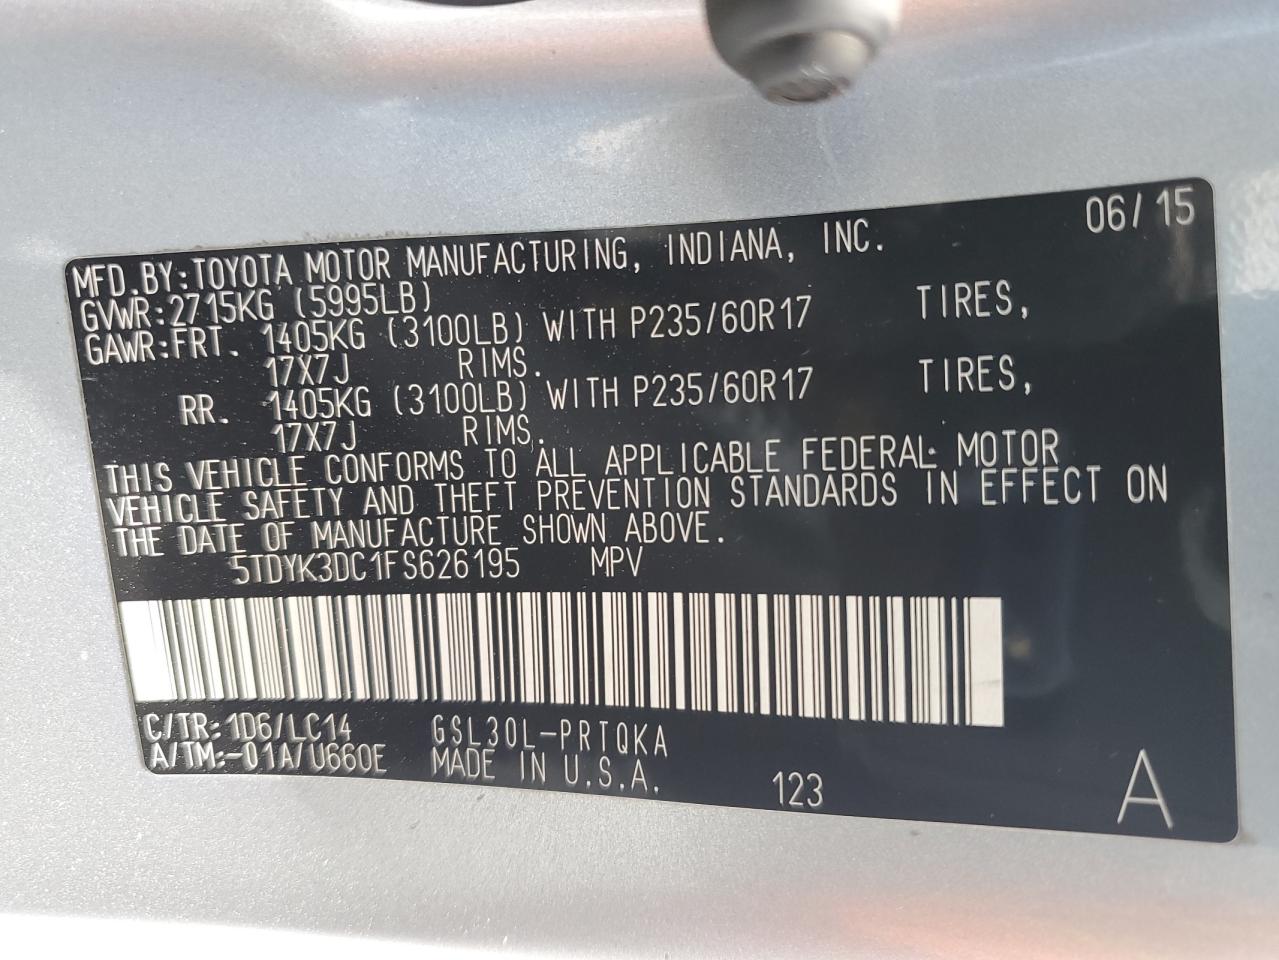 06/15
MFD.BY:TOYOTA MOTOR MANUFACTURING, INDIANA, INC.
GVWR:2715KG (5995LB)
GAWR:FRT. 1405KG (3100LB) WITH P235/60R17 TIRES,
17X7J RIMS.
RR. 1405KG (3100LB) WITH P235/60R17 TIRES,
17X7J RIMS.
THIS VEHICLE CONFORMS TO ALL APPLICABLE FEDERAL MOTOR
VEHICLE SAFETY AND THEFT PREVENTION STANDARDS IN EFFECT ON
THE DATE OF MANUFACTURE SHOWN ABOVE.
5TDYK3DC1FS626195 MPV
C/TR:1D6/LC14 GSL30L-PRTQKA
A/TM:-01A/U660E MADE IN U.S.A.
123 A